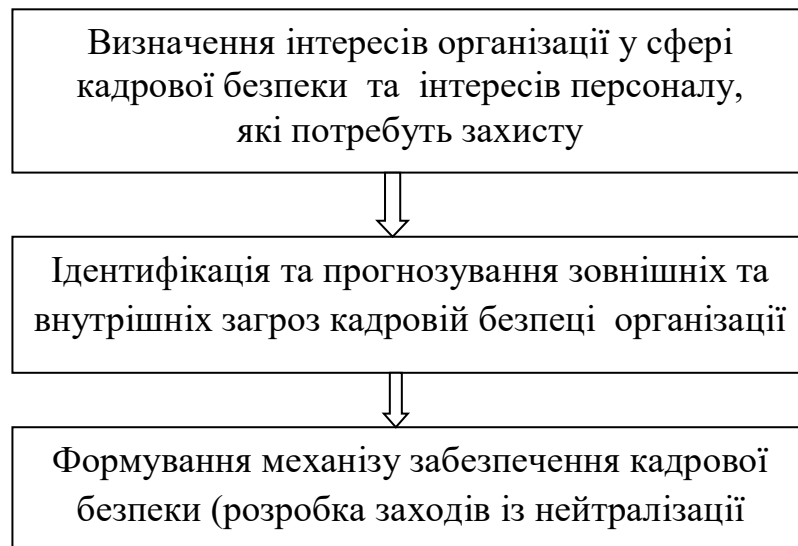 Визначення інтересів організації у сфері
кадрової безпеки та інтересів персоналу,
які потребуть захисту
Ідентифікація та прогнозування зовнішніх та
внутрішніх загроз кадровій безпеці організації
Формування механізму забезпечення кадрової
безпеки (розробка заходів із нейтралізації